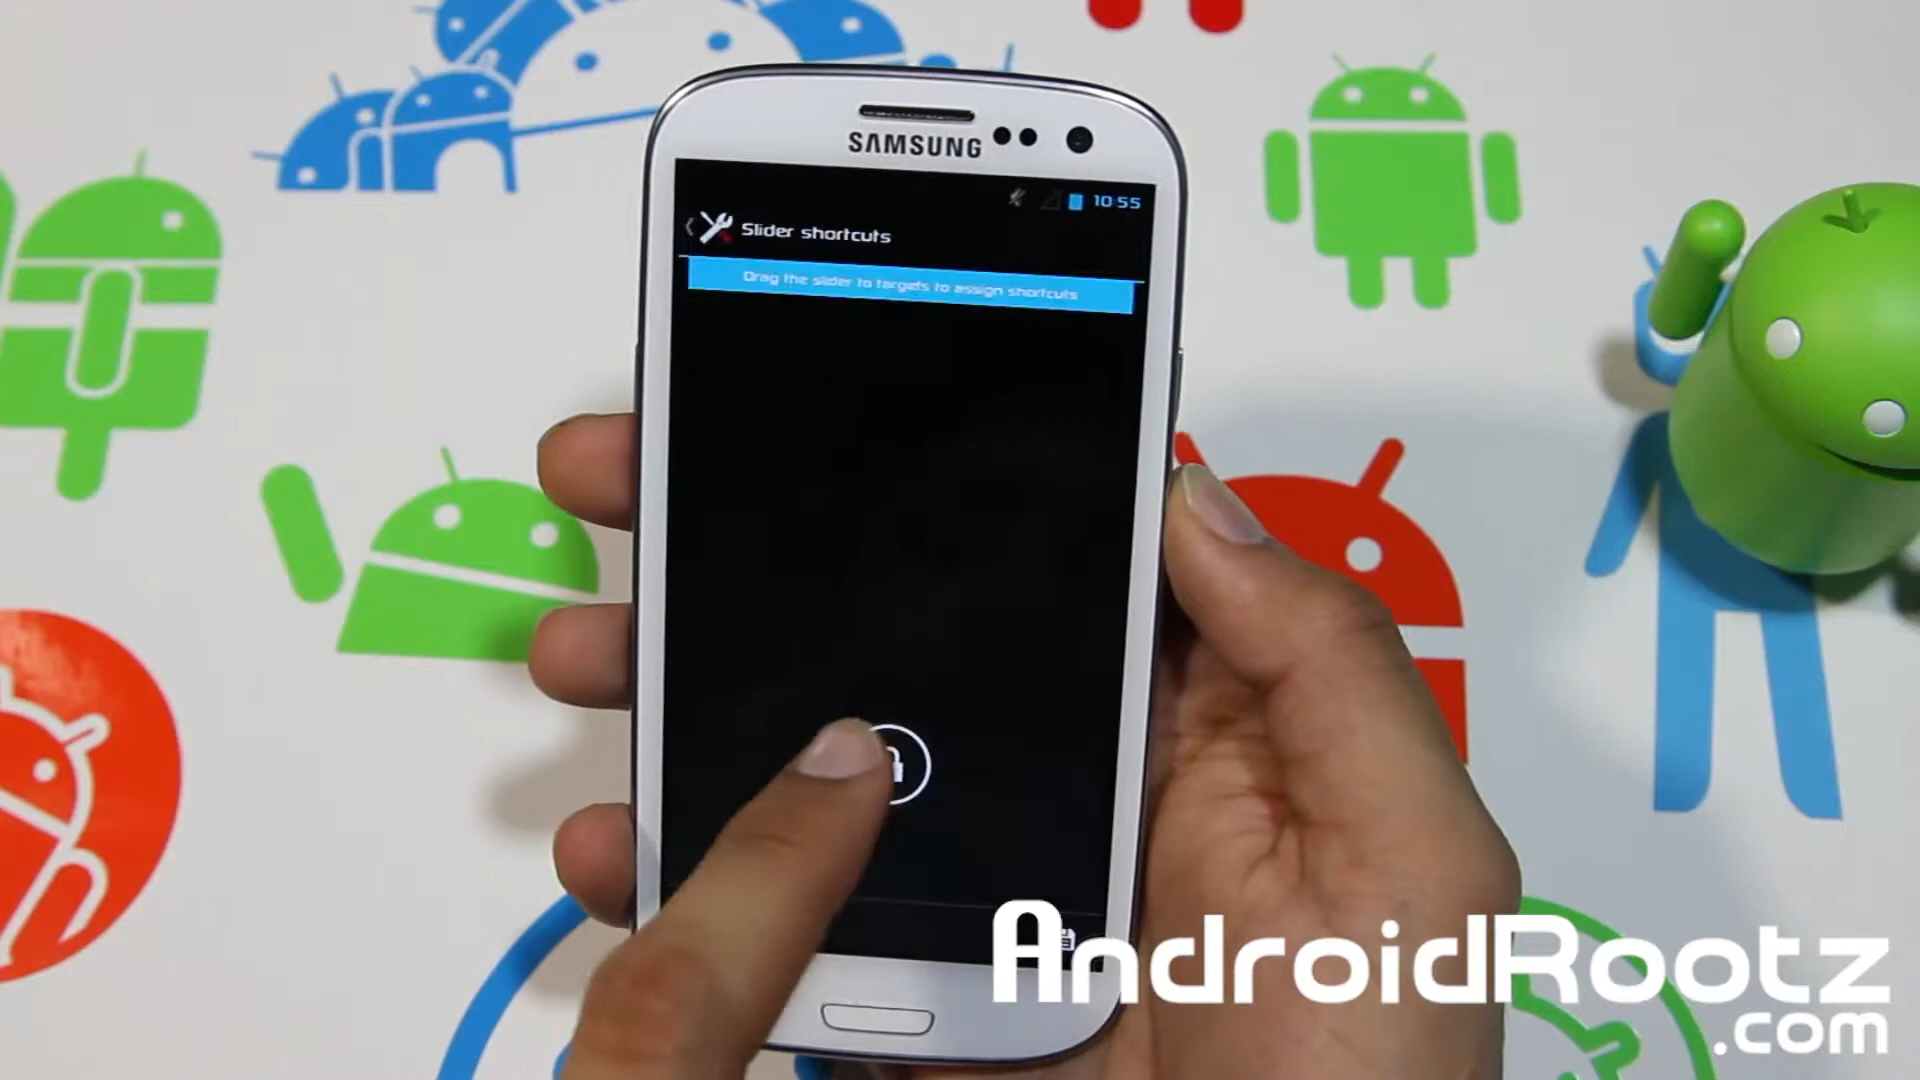 SAMSUNG
10:55
Slider shortcuts
Drag the slider to targets to assign shortcuts
AndroidRootz
.com